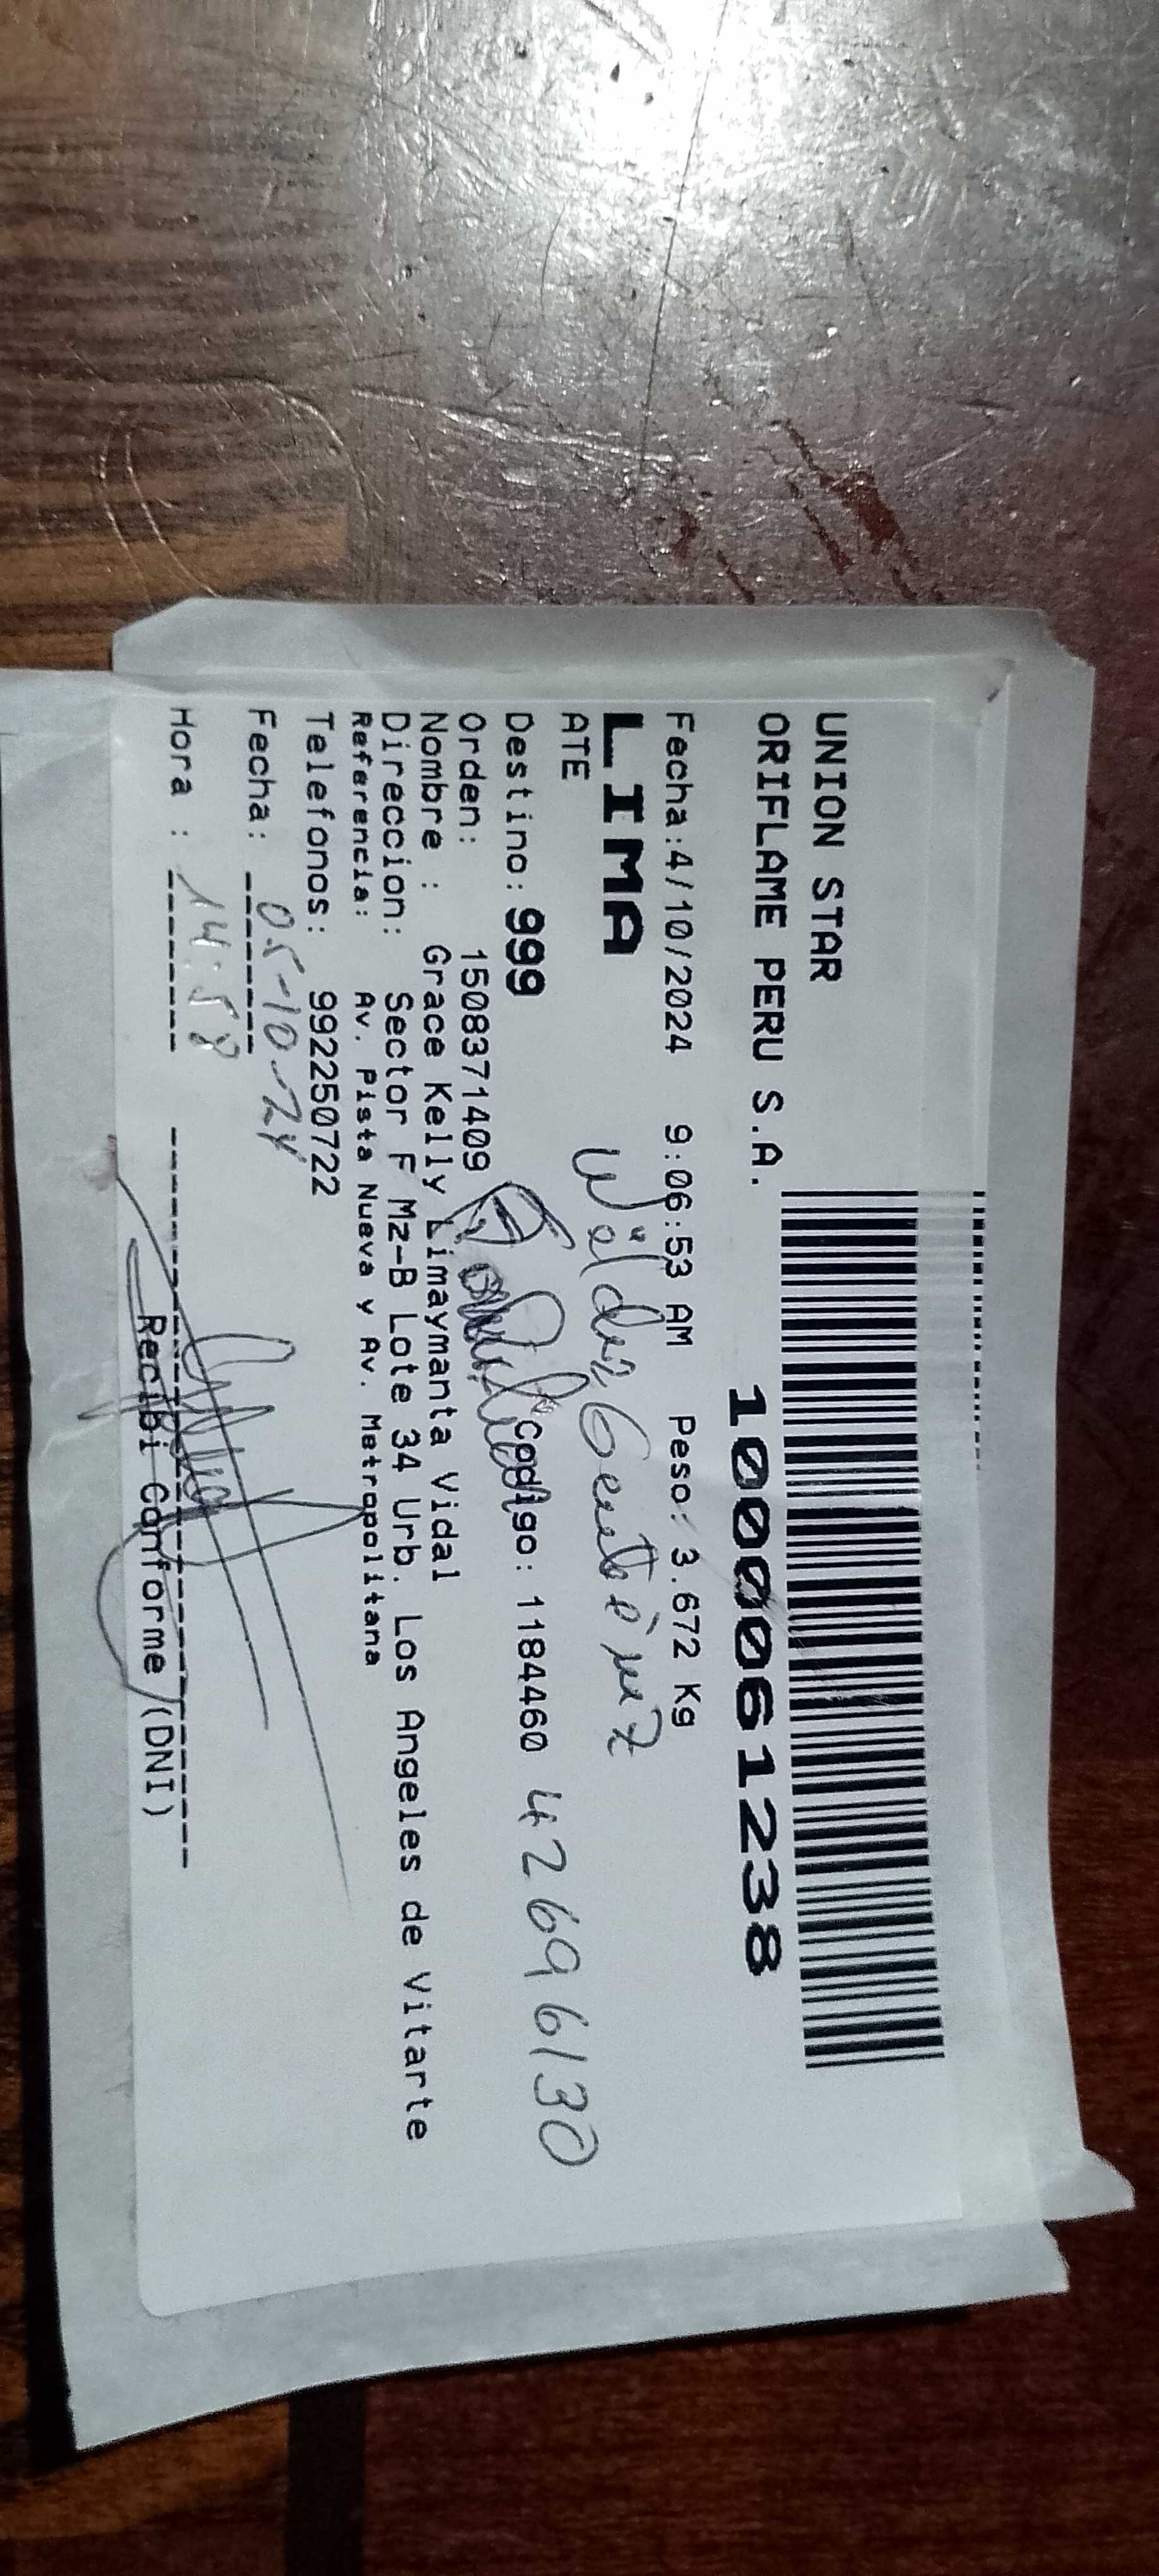 UNION STAR
ORIFLAME PERU S.A.
1000061238
Fecha:4/10/2024 9:06:53 AM Peso: 3.672 Kg
LIMA
ATE
Destino: 999 Codigo: 118460 42696130
Orden: 1508371409
Nombre : Grace Kelly Limaymanta Vidal
Direccion: Sector F Mz-B Lote 34 Urb. Los Angeles de Vitarte
Referencia: Av. Pista Nueva y Av. Metropolitana
Telefonos: 992250722
Fecha: 05-10-24
Hora : 14:58
Recibi Conforme (DNI)